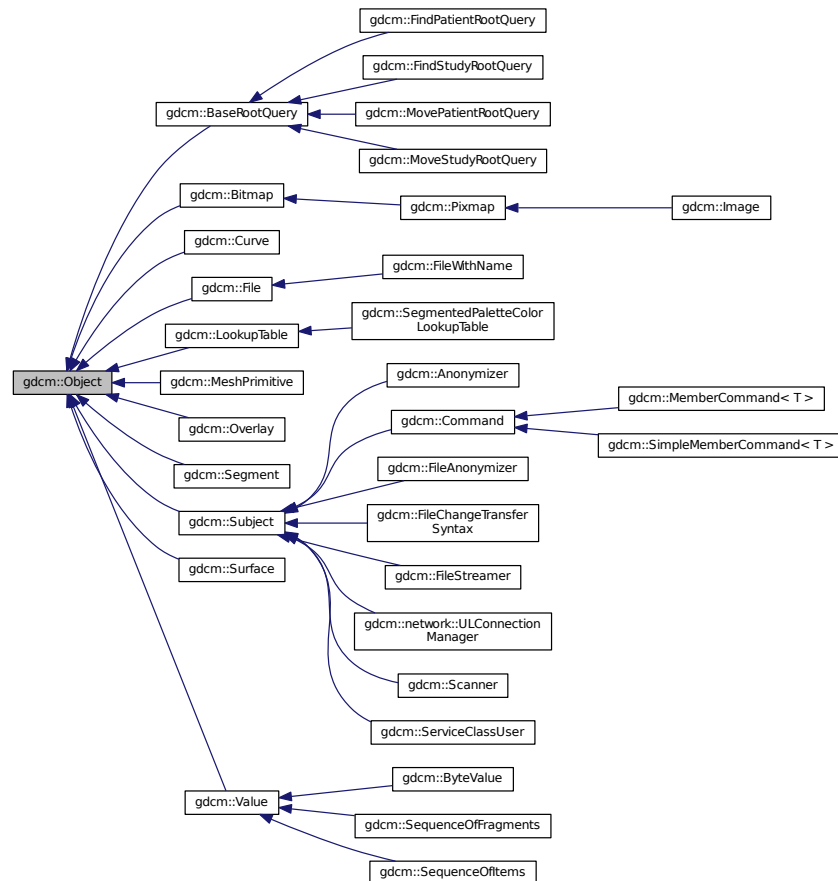 gdcm::FindPatientRootQuery
gdcm::FindStudyRootQuery
gdcm::BaseRootQuery
gdcm::MovePatientRootQuery
gdcm::MoveStudyRootQuery
gdcm::Bitmap
gdcm::Pixmap
gdcm::Image
gdcm::Curve
gdcm::FileWithName
gdcm::File
gdcm::SegmentedPaletteColor
LookupTable
gdcm::LookupTable
gdcm::Object
gdcm::MeshPrimitive
gdcm::Anonymizer
gdcm::MemberCommand< T >
gdcm::Command
gdcm::Overlay
gdcm::SimpleMemberCommand< T >
gdcm::Segment
gdcm::FileAnonymizer
gdcm::Subject
gdcm::FileChangeTransfer
Syntax
gdcm::Surface
gdcm::FileStreamer
gdcm::network::ULConnection
Manager
gdcm::Scanner
gdcm::ServiceClassUser
gdcm::ByteValue
gdcm::Value
gdcm::SequenceOfFragments
gdcm::SequenceOfItems